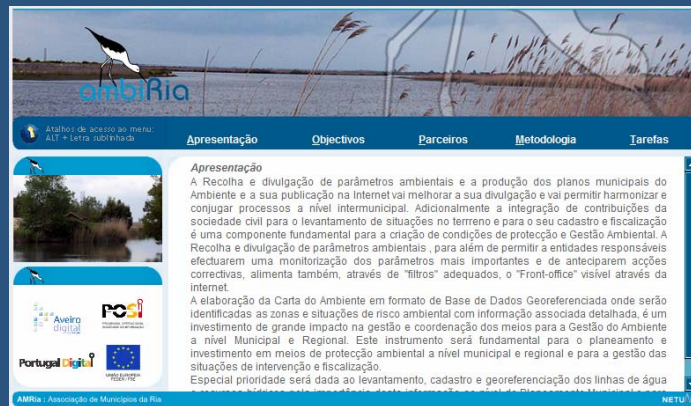 ambiRia
Atalhos de acesso ao menu:
ALT + Letra sublinhada
Apresentação Objectivos Parceiros Metodologia Tarefas
Apresentação
A Recolha e divulgação de parâmetros ambientais e a produção dos planos municipais do
Ambiente e a sua publicação na Internet vai melhorar a sua divulgação e vai permitir harmonizar e
conjugar processos a nível intermunicipal. Adicionalmente a integração de contribuições da
sociedade civil para o levantamento de situações no terreno e para o seu cadastro e fiscalização
é uma componente fundamental para a criação de condições de protecção e Gestão Ambiental. A
Recolha e divulgação de parâmetros ambientais , para além de permitir a entidades responsáveis
efectuarem uma monitorização dos parâmetros mais importantes e de anteciparem acções
correctivas, alimenta também, através de "filtros" adequados, o "Front-office" visível através da
internet.
A elaboração da Carta do Ambiente em formato de Base de Dados Georeferenciada onde serão
identificadas as zonas e situações de risco ambiental com informação associada detalhada, é um
investimento de grande impacto na gestão e coordenação dos meios para a Gestão do Ambiente
a nível Municipal e Regional. Este instrumento será fundamental para o planeamento e
investimento em meios de protecção ambiental a nível municipal e regional e para a gestão das
situações de intervenção e fiscalização.
Especial prioridade será dada ao levantamento, cadastro e georeferenciação dos linhas de água
Aveiro
digital
POSI
Portugal Digital
UNIÃO EUROPEIA
FEDER / FSE
AMRia : Associação de Municípios da Ria
NETU